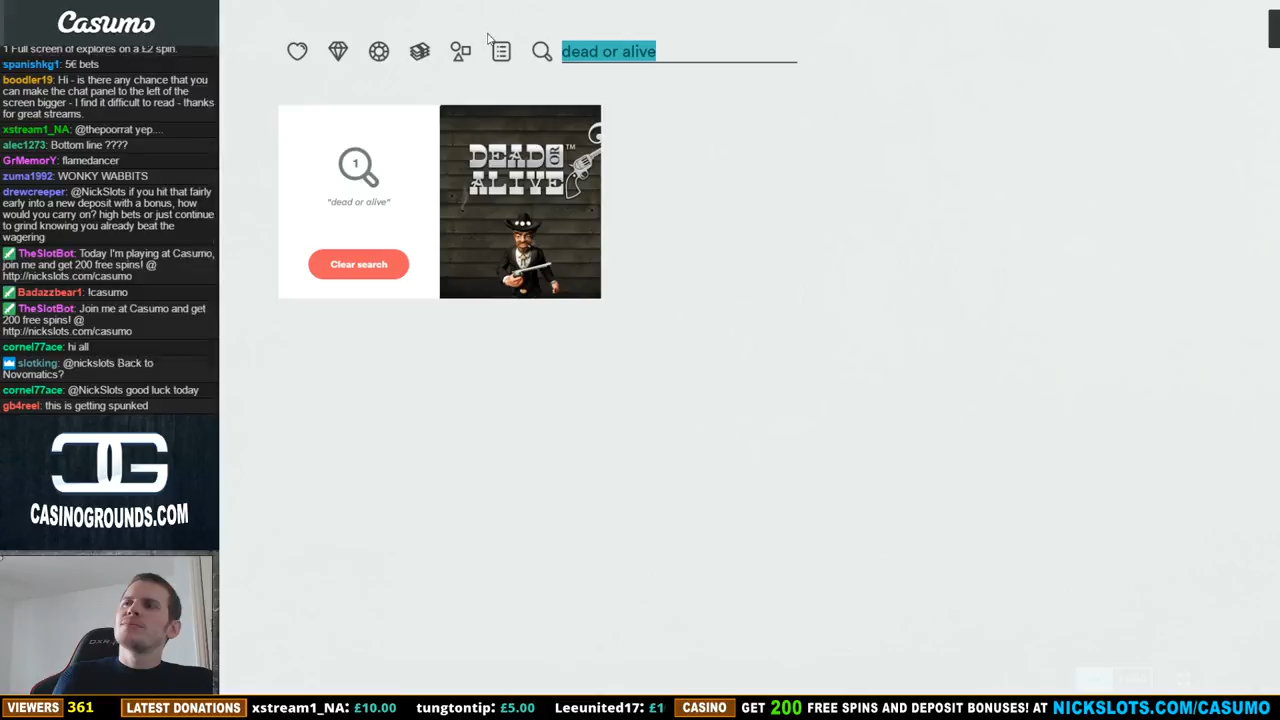 Casumo
1 Full screen of explores on a £2 spin.
spanishkg1: 5€ bets
boodler19: Hi - is there any chance that you
can make the chat panel to the left of the
screen bigger - I find it difficult to read - thanks
for great streams.
xstream1_NA: @thepoorrat yep....
alec1273: Bottom line ????
GrMemorY: flamedancer
zuma1992: WONKY WABBITS
drewcreeper: @NickSlots if you hit that fairly
early into a new deposit with a bonus, how
would you carry on? high bets or just continue
to grind knowing you already beat the
wagering
TheSlotBot: Today I'm playing at Casumo,
join me and get 200 free spins! @
http://nickslots.com/casumo
Badazzbear1: !casumo
TheSlotBot: Join me at Casumo and get
200 free spins! @
http://nickslots.com/casumo
cornel77ace: hi all
slotking: @nickslots Back to
Novomatics?
cornel77ace: @NickSlots good luck today
gb4reel: this is getting spunked
CASINOGROUNDS.COM
dead or alive
1
"dead or alive"
Clear search
DEAD OR
ALIVE™
VIEWERS 361 LATEST DONATIONS xstream1_NA: £10.00 tungtontip: £5.00 Leeunited17: £1 CASINO GET 200 FREE SPINS AND DEPOSIT BONUSES! AT NICKSLOTS.COM/CASUMO